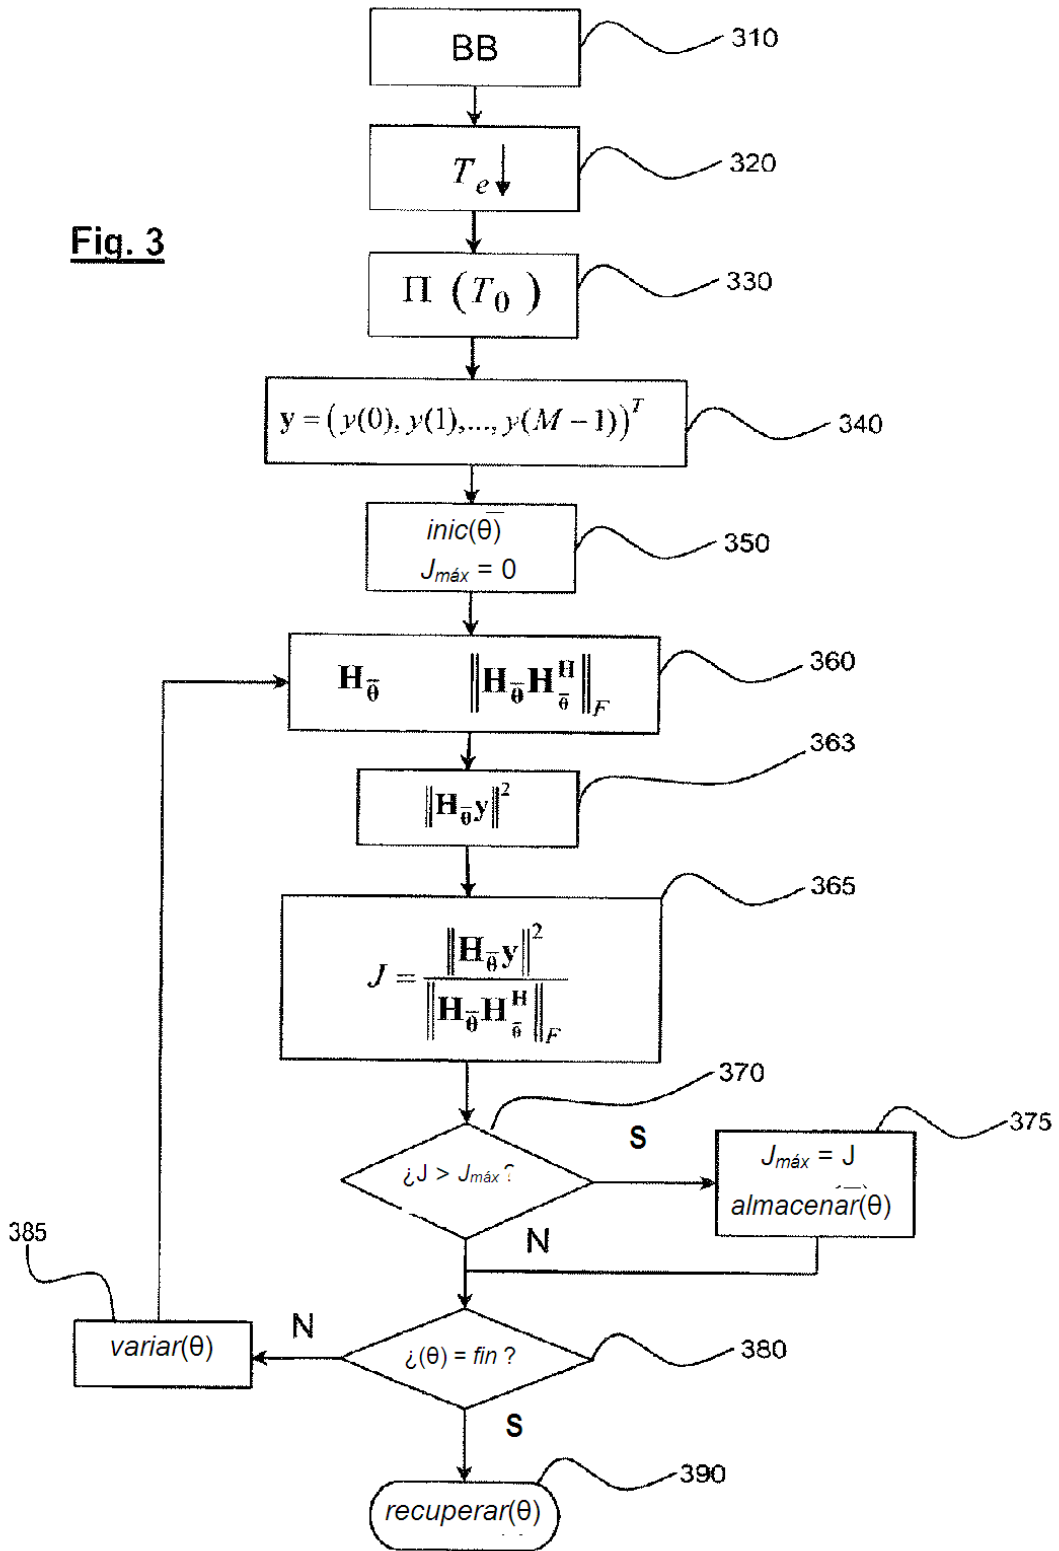 BB
310
T_e ↓
320
Fig. 3
Π (T_0)
330
y = (y(0), y(1),..., y(M − 1))^T
340
inic(θ̄)
J_máx = 0
350
H_θ̄ ‖H_θ̄ H_θ̄^H‖_F
360
363
‖H_θ̄ y‖²
365
J = ‖H_θ̄ y‖² / ‖H_θ̄ H_θ̄^H‖_F
370
¿J > J_máx ?
S
375
J_máx = J
almacenar(θ̄)
N
385
variar(θ)
N
¿(θ) = fin ?
380
S
390
recuperar(θ)